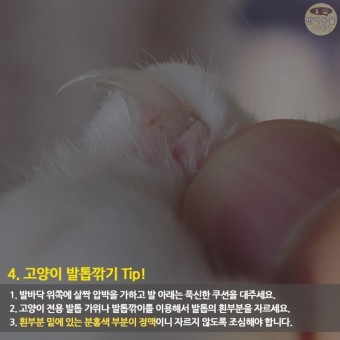 4. 고양이 발톱깎기 Tip!
1. 발바닥 위쪽에 살짝 압박을 가하고 발 아래는 푹신한 쿠션을 대주세요.
2. 고양이 전용 발톱 가위나 발톱깎이를 이용해서 발톱의 흰부분을 자르세요.
3. 흰부분 밑에 있는 분홍색 부분이 정맥이니 자르지 않도록 조심해야 합니다.